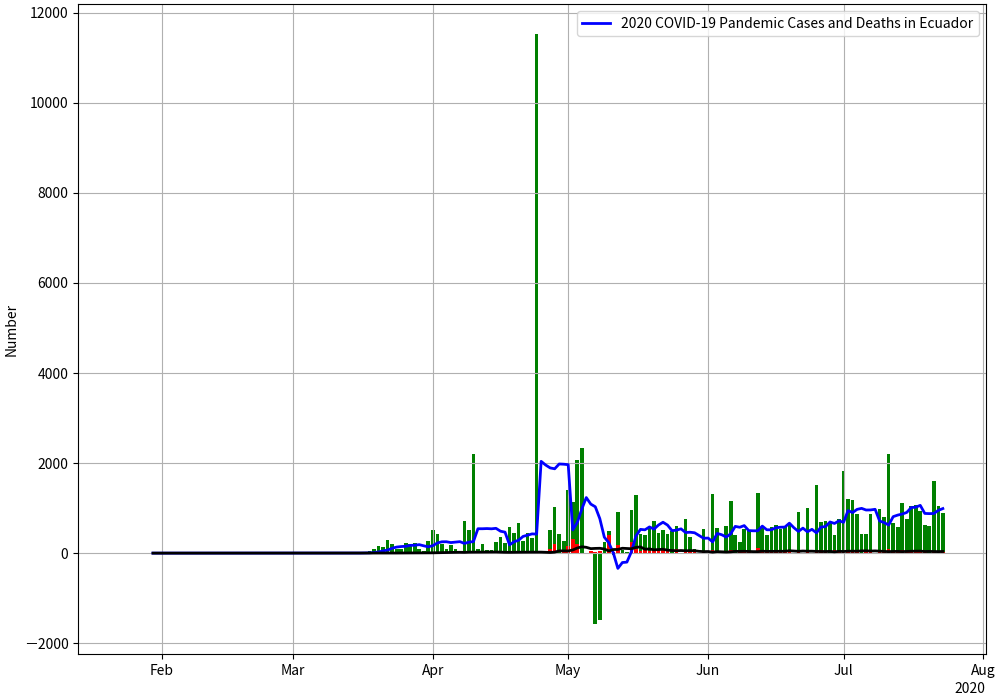 2020 COVID-19 Pandemic Cases and Deaths in Ecuador
12000
10000
8000
6000
4000
2000
0
−2000
Number
Feb
Mar
Apr
May
Jun
Jul
Aug
2020